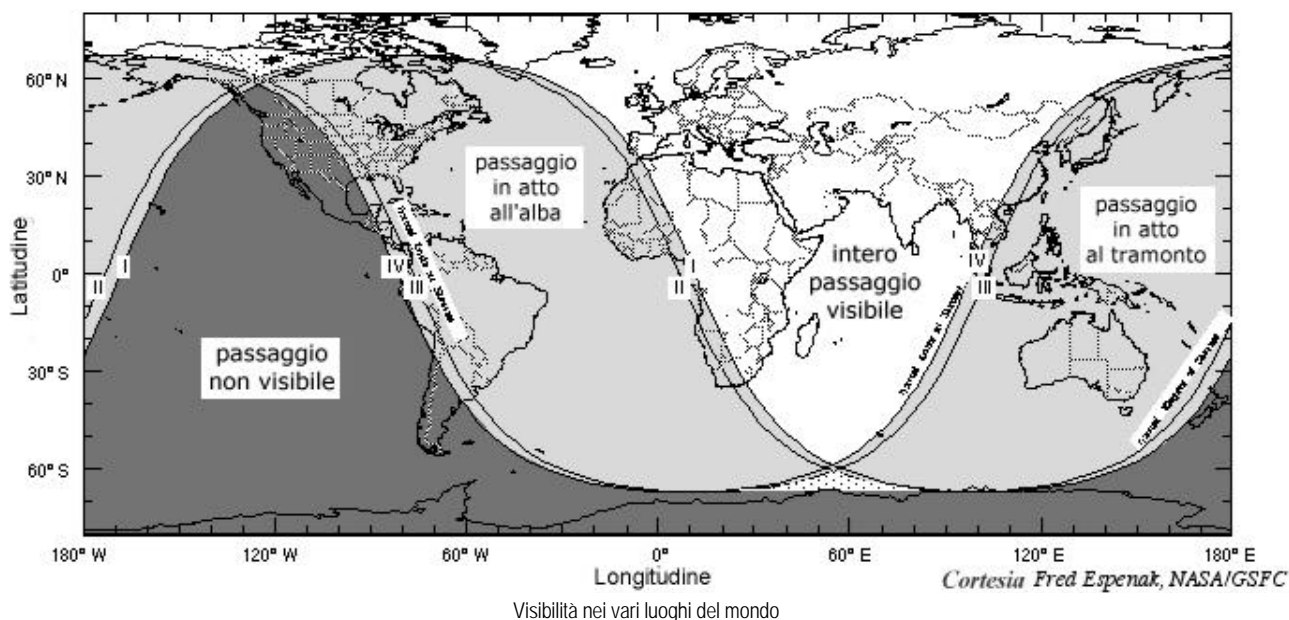 60° N
30° N
0°
30° S
60° S
Latitudine
passaggio
in atto
all'alba
intero
passaggio
visibile
passaggio
in atto
al tramonto
passaggio
non visibile
I
II
IV
III
I
II
IV
III
180° W
120° W
60° W
0°
60° E
120° E
180° E
Longitudine
Cortesia Fred Espenak, NASA/GSFC
Visibilità nei vari luoghi del mondo